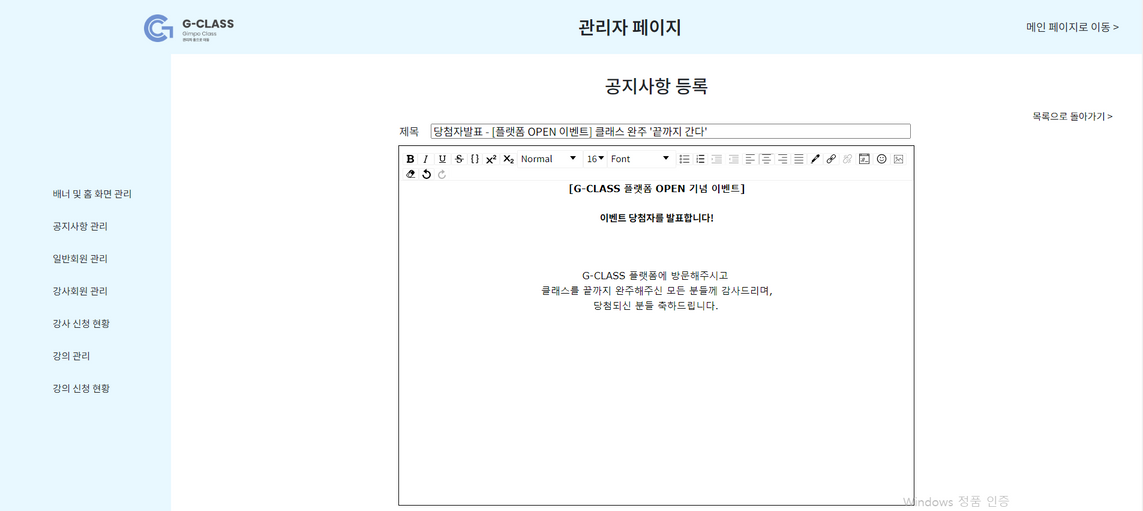 G-CLASS
Gimpo Class
관리자 페이지
메인 페이지로 이동 >
공지사항 등록
목록으로 돌아가기 >
제목
당첨자발표 - [플랫폼 OPEN 이벤트] 클래스 완주 '끝까지 간다'
B I U S {} x² x₂ Normal 16 Font
배너 및 홈 화면 관리
공지사항 관리
일반회원 관리
강사회원 관리
강사 신청 현황
강의 관리
강의 신청 현황
[G-CLASS 플랫폼 OPEN 기념 이벤트]
이벤트 당첨자를 발표합니다!
G-CLASS 플랫폼에 방문해주시고
클래스를 끝까지 완주해주신 모든 분들께 감사드리며,
당첨되신 분들 축하드립니다.
Windows 정품 인증